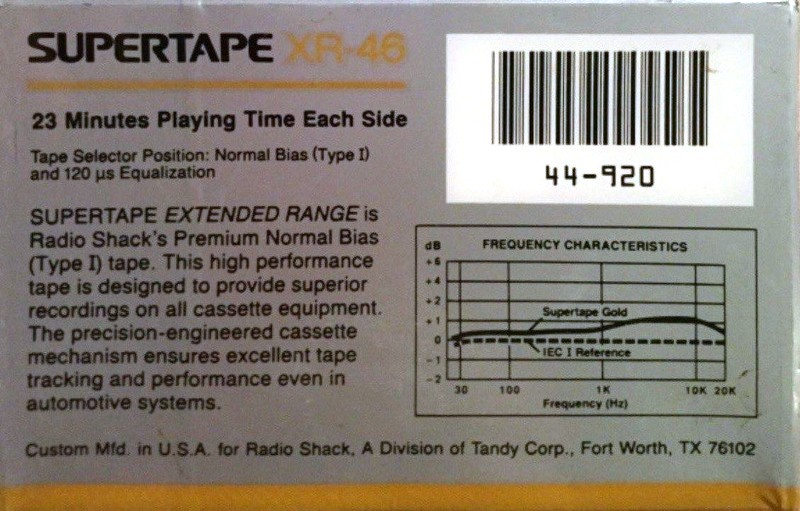 SUPERTAPE XR-46
23 Minutes Playing Time Each Side
Tape Selector Position: Normal Bias (Type I)
and 120 µs Equalization
SUPERTAPE EXTENDED RANGE is
Radio Shack's Premium Normal Bias
(Type I) tape. This high performance
tape is designed to provide superior
recordings on all cassette equipment.
The precision-engineered cassette
mechanism ensures excellent tape
tracking and performance even in
automotive systems.
44-920
dB FREQUENCY CHARACTERISTICS
+6
+4
+2
+1
0
-1
-2
Supertape Gold
IEC I Reference
30 100 1K 10K 20K
Frequency (Hz)
Custom Mfd. in U.S.A. for Radio Shack, A Division of Tandy Corp., Fort Worth, TX 76102